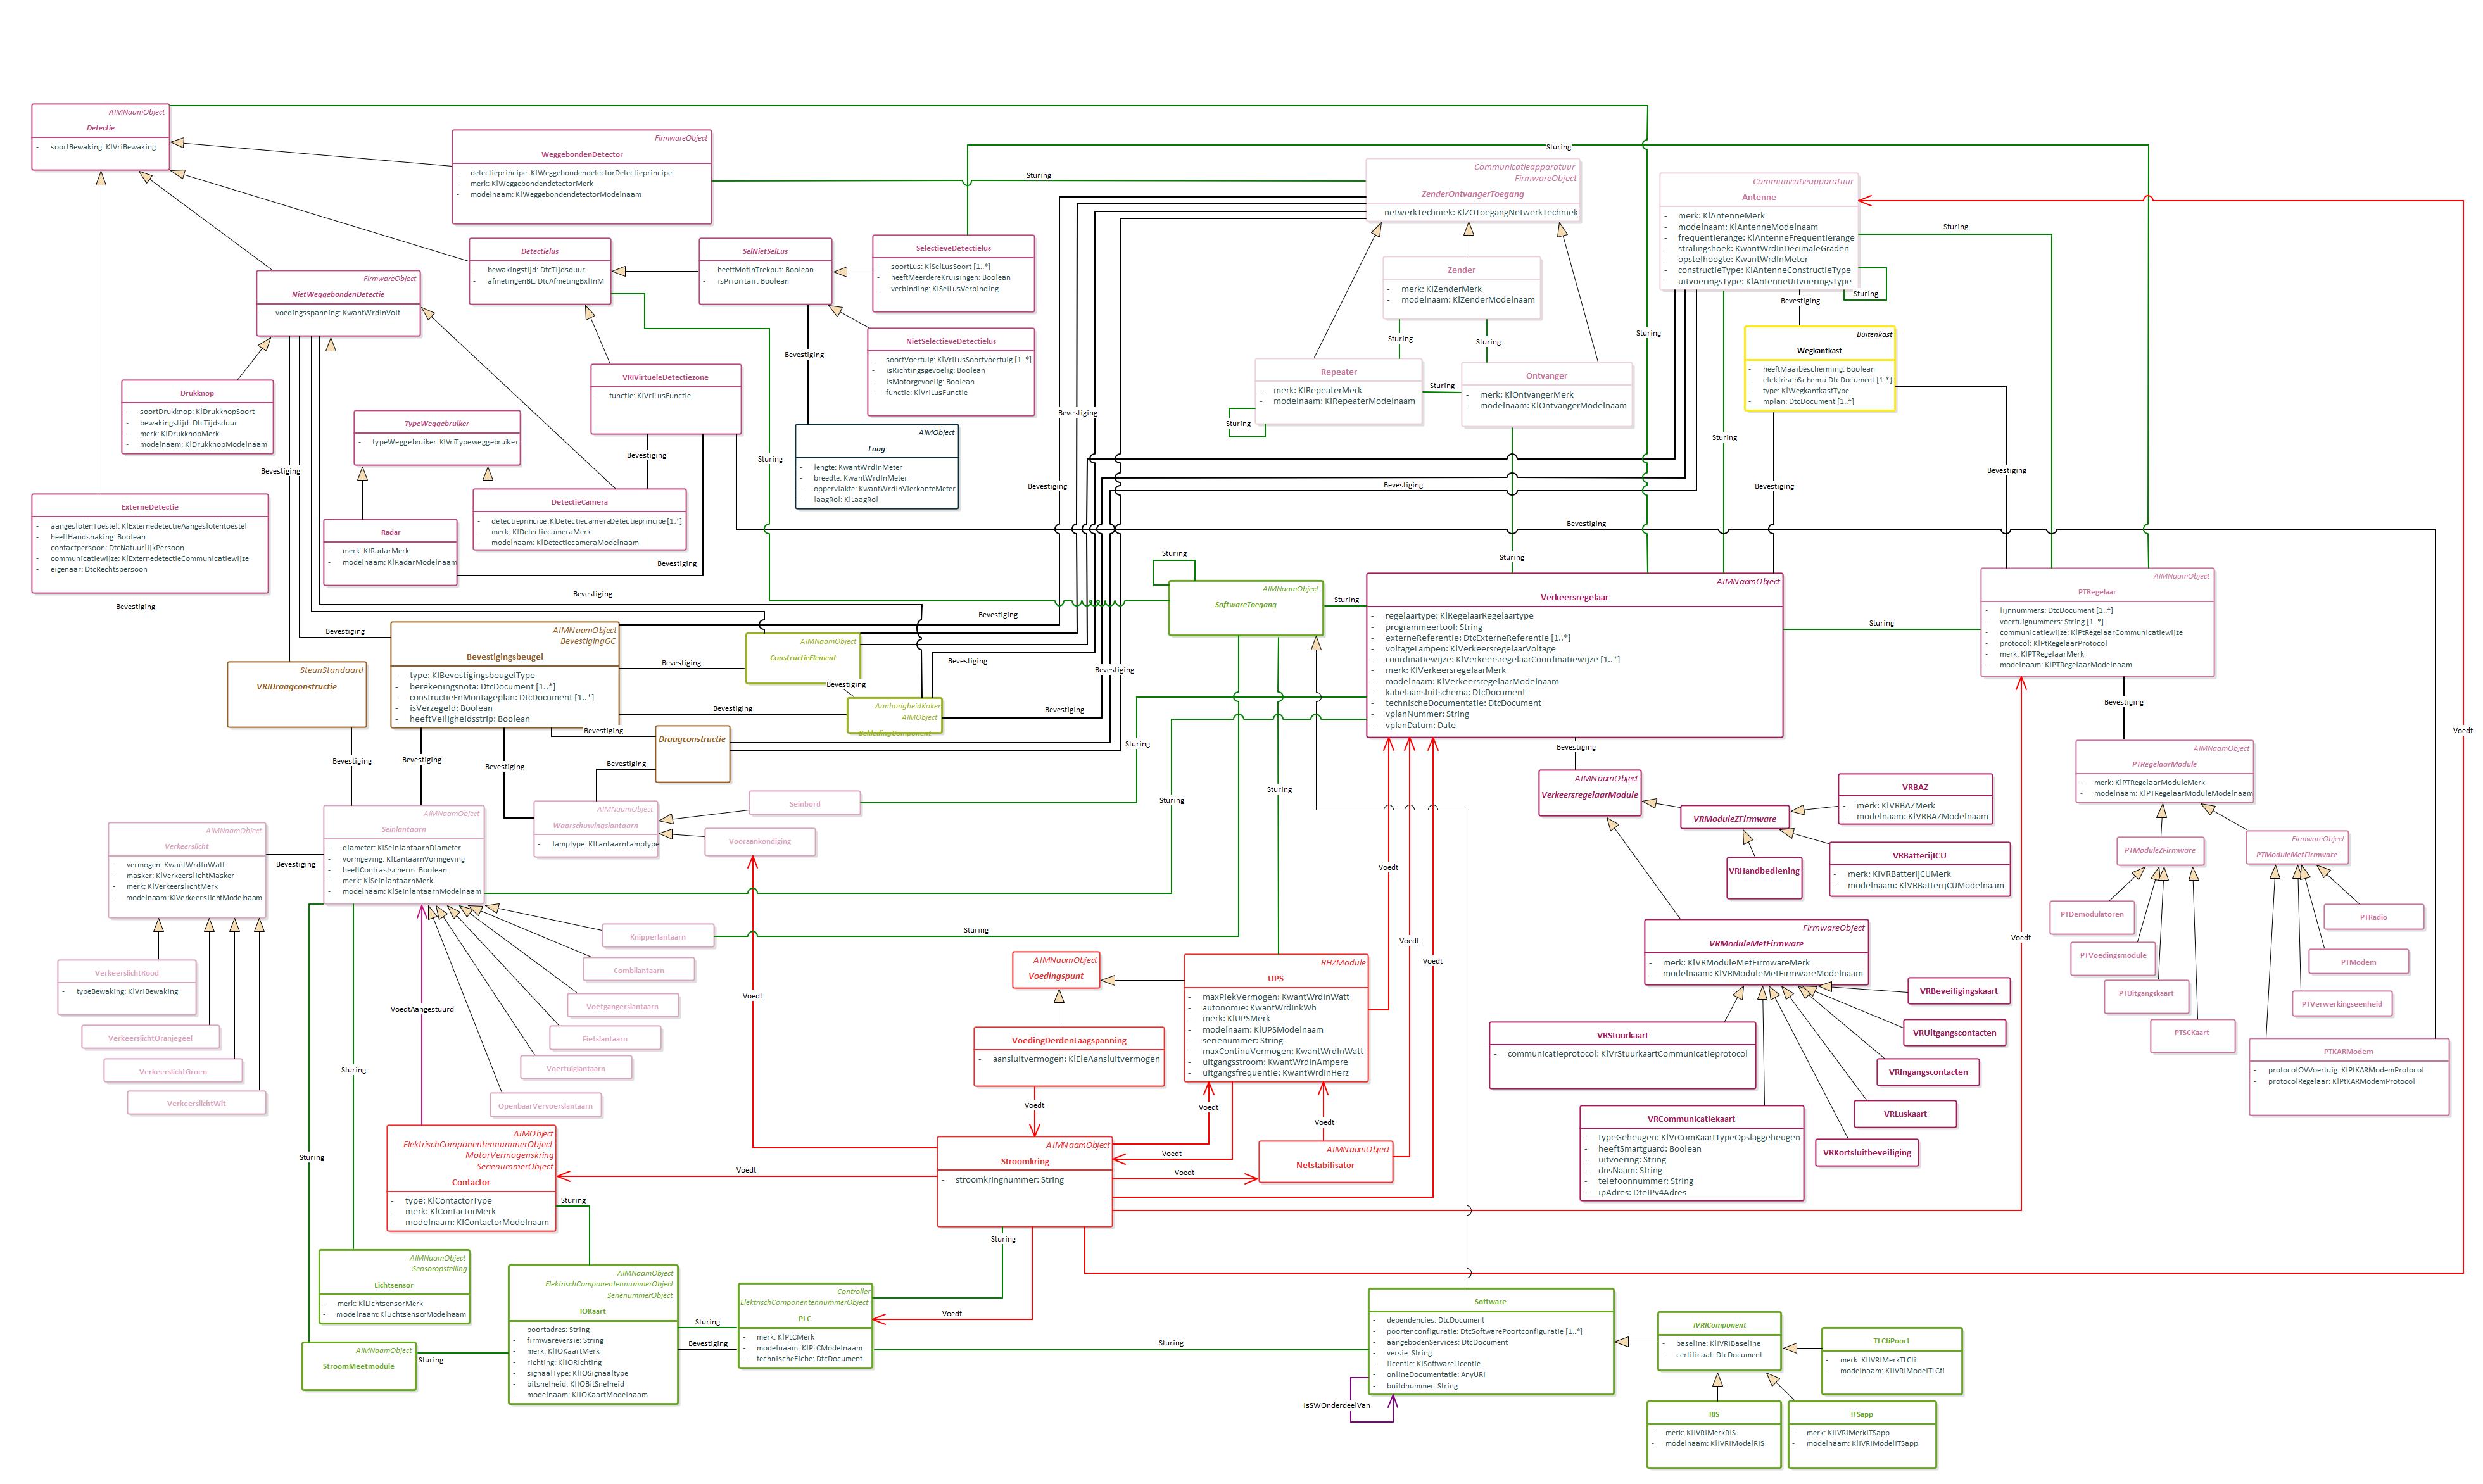 AIMNaamObject
Detectie
- soortBewaking: KlVriBewaking
FirmwareObject
WeggebondenDetector
- detectieprincipe: KlWeggebondendetectorDetectieprincipe
- merk: KlWeggebondendetectorMerk
- modelnaam: KlWeggebondendetectorModelnaam
Sturing
Sturing
Communicatieapparatuur
FirmwareObject
ZenderOntvangerToegang
- netwerkTechniek: KlZOToegangNetwerkTechniek
Communicatieapparatuur
Antenne
- merk: KlAntenneMerk
- modelnaam: KlAntenneModelnaam
- frequentierange: KlAntenneFrequentierange
- stralingshoek: KwantWrdInDecimaleGraden
- opstelhoogte: KwantWrdInMeter
- constructieType: KlAntenneConstructieType
- uitvoeringsType: KlAntenneUitvoeringsType
Sturing
Sturing
Bevestiging
FirmwareObject
NietWeggebondenDetectie
- voedingsspanning: KwantWrdInVolt
Detectielus
- bewakingstijd: DtcTijdsduur
- afmetingenBL: DtcAfmetingBxlInM
SelNietSelLus
- heeftMofInTrekput: Boolean
- isPrioritair: Boolean
SelectieveDetectielus
- soortLus: KlSelLusSoort [1..*]
- heeftMeerdereKruisingen: Boolean
- verbinding: KlSelLusVerbinding
Zender
- merk: KlZenderMerk
- modelnaam: KlZenderModelnaam
Sturing
Sturing
Sturing
Buitenkast
Wegkantkast
- heeftMaaibescherming: Boolean
- elektrischSchema:DtcDocument [1..*]
- type: KlWegkantkastType
- mplan: DtcDocument [1..*]
NietSelectieveDetectielus
- soortVoertuig: KlVriLusSoortvoertuig [1..*]
- isRichtingsgevoelig: Boolean
- isMotorgevoelig: Boolean
- functie: KlVriLusFunctie
Bevestiging
Repeater
- merk: KlRepeaterMerk
- modelnaam: KlRepeaterModelnaam
Sturing
Sturing
Ontvanger
- merk: KlOntvangerMerk
- modelnaam: KlOntvangerModelnaam
VRIVirtueleDetectiezone
- functie: KlVriLusFunctie
Drukknop
- soortDrukknop: KlDrukknopSoort
- bewakingstijd: DtcTijdsduur
- merk: KlDrukknopMerk
- modelnaam: KlDrukknopModelnaam
TypeWeggebruiker
- typeWeggebruiker: KlVriTypeweggebruiker
Bevestiging
AIMObject
Laag
- lengte: KwantWrdInMeter
- breedte: KwantWrdInMeter
- oppervlakte: KwantWrdInVierkanteMeter
- laagRol: KlLaagRol
Bevestiging
Sturing
Bevestiging
Sturing
Bevestiging
Bevestiging
Bevestiging
Bevestiging
Bevestiging
ExterneDetectie
- aangeslotenToestel: KlExternedetectieAangeslotentoestel
- heeftHandshaking: Boolean
- contactpersoon: DtcNatuurlijkPersoon
- communicatiewijze: KlExternedetectieCommunicatiewijze
- eigenaar: DtcRechtspersoon
DetectieCamera
- detectieprincipe:KlDetectiecameraDetectieprincipe [1..*]
- merk: KlDetectiecameraMerk
- modelnaam: KlDetectiecameraModelnaam
Radar
- merk: KlRadarMerk
- modelnaam: KlRadarModelnaam
Bevestiging
Bevestiging
Sturing
Sturing
Bevestiging
Bevestiging
AIMNaamObject
SoftwareToegang
Sturing
AIMNaamObject
Verkeersregelaar
- regelaartype: KlRegelaarRegelaartype
- programmeertool: String
- externeReferentie: DtcExterneReferentie [1..*]
- voltageLampen: KlVerkeersregelaarVoltage
- coordinatiewijze: KlVerkeersregelaarCoordinatiewijze [1..*]
- merk: KlVerkeersregelaarMerk
- modelnaam: KlVerkeersregelaarModelnaam
- kabelaansluitschema: DtcDocument
- technischeDocumentatie: DtcDocument
- vplanNummer: String
- vplanDatum: Date
Sturing
AIMNaamObject
PTRegelaar
- lijnnummers: DtcDocument [1..*]
- voertuignummers: String [1..*]
- communicatiewijze: KlPtRegelaarCommunicatiewijze
- protocol: KlPtRegelaarProtocol
- merk: KlPTRegelaarMerk
- modelnaam: KlPTRegelaarModelnaam
Bevestiging
Bevestiging
AIMNaamObject
BevestigingGC
Bevestigingsbeugel
- type: KlBevestigingsbeugelType
- berekeningsnota: DtcDocument [1..*]
- constructieEnMontageplan: DtcDocument [1..*]
- isVerzegeld: Boolean
- heeftVeiligheidsstrip: Boolean
SteunStandaard
VRIDraagconstructie
AIMNaamObject
ConstructieElement
Bevestiging
Bevestiging
Bevestiging
Bevestiging
AanhorigheidKoker
AIMObject
BekledingComponent
Bevestiging
Bevestiging
Bevestiging
Draagconstructie
Bevestiging
Bevestiging
Bevestiging
Bevestiging
Sturing
Sturing
Sturing
Voedt
Bevestiging
AIMNaamObject
VerkeersregelaarModule
VRBAZ
- merk: KlVRBAZMerk
- modelnaam: KlVRBAZModelnaam
VRModuleZFirmware
VRHandbediening
VRBatterijICU
- merk: KlVRBatterijCUMerk
- modelnaam: KlVRBatterijCUModelnaam
Bevestiging
AIMNaamObject
PTRegelaarModule
- merk: KlPTRegelaarModuleMerk
- modelnaam: KlPTRegelaarModuleModelnaam
PTModuleZFirmware
FirmwareObject
PTModuleMetFirmware
AIMNaamObject
Seinlantaarn
- diameter: KlSeinlantaarnDiameter
- vormgeving: KlLantaarnVormgeving
- heeftContrastscherm: Boolean
- merk: KlSeinlantaarnMerk
- modelnaam: KlSeinlantaarnModelnaam
AIMNaamObject
Waarschuwingslantaarn
- lamptype: KlLantaarnLamptype
Seinbord
Vooraankondiging
AIMNaamObject
Verkeerslicht
- vermogen: KwantWrdInWatt
- masker: KlVerkeerslichtMasker
- merk: KlVerkeerslichtMerk
- modelnaam:KlVerkeerslichtModelnaam
Bevestiging
VerkeerslichtRood
- typeBewaking: KlVriBewaking
VerkeerslichtOranjegeel
VerkeerslichtGroen
VerkeerslichtWit
Knipperlantaarn
Sturing
Combilantaarn
Voetgangerslantaarn
Fietslantaarn
Voertuiglantaarn
OpenbaarVervoerslantaarn
VoedtAangestuurd
Sturing
Sturing
Voedt
Voedt
Voedt
Voedt
Voedt
AIMNaamObject
Voedingspunt
RHZModule
UPS
- maxPiekVermogen: KwantWrdInWatt
- autonomie: KwantWrdInkWh
- merk: KlUPSMerk
- modelnaam: KlUPSModelnaam
- serienummer: String
- maxContinuVermogen: KwantWrdInWatt
- uitgangsstroom: KwantWrdInAmpere
- uitgangsfrequentie: KwantWrdInHerz
VoedingDerdenLaagspanning
- aansluitvermogen: KlEleAansluitvermogen
FirmwareObject
VRModuleMetFirmware
- merk: KlVRModuleMetFirmwareMerk
- modelnaam: KlVRModuleMetFirmwareModelnaam
VRBeveiligingskaart
VRUitgangscontacten
VRIngangscontacten
VRLuskaart
VRKortsluitbeveiliging
VRStuurkaart
- communicatieprotocol: KlVrStuurkaartCommunicatieprotocol
VRCommunicatiekaart
- typeGeheugen: KlVrComKaartTypeOpslaggeheugen
- heeftSmartguard: Boolean
- uitvoering: String
- dnsNaam: String
- telefoonnummer: String
- ipAdres: DteIPv4Adres
PTDemodulatoren
PTVoedingsmodule
PTUitgangskaart
PTSCKaart
PTRadio
PTModem
PTVerwerkingseenheid
PTKARModem
- protocolOVVoertuig: KlPtKARModemProtocol
- protocolRegelaar: KlPtKARModemProtocol
Voedt
Voedt
Voedt
AIMNaamObject
Stroomkring
- stroomkringnummer: String
Voedt
Voedt
Voedt
AIMNaamObject
Netstabilisator
AIMObject
ElektrischComponentennummerObject
MotorVermogenskring
SerienummerObject
Contactor
- type: KlContactorType
- merk: KlContactorMerk
- modelnaam: KlContactorModelnaam
Sturing
Sturing
AIMNaamObject
Sensoropstelling
Lichtsensor
- merk: KlLichtsensorMerk
- modelnaam: KlLichtsensorModelnaam
AIMNaamObject
StroomMeetmodule
Sturing
AIMNaamObject
ElektrischComponentennummerObject
SerienummerObject
IOKaart
- poortadres: String
- firmwareversie: String
- merk: KlIOKaartMerk
- richting: KlIORichting
- signaalType: KlIOSignaaltype
- bitsnelheid: KlIOBitSnelheid
- modelnaam: KlIOKaartModelnaam
Sturing
Bevestiging
Controller
ElektrischComponentennummerObject
PLC
- merk: KlPLCMerk
- modelnaam: KlPLCModelnaam
- technischeFiche: DtcDocument
Voedt
Sturing
Software
- dependencies: DtcDocument
- poortenconfiguratie: DtcSoftwarePoortconfiguratie [1..*]
- aangebodenServices: DtcDocument
- versie: String
- licentie: KlSoftwareLicentie
- onlineDocumentatie: AnyURI
- buildnummer: String
IsSWOnderdeelVan
IVRIComponent
- baseline: KlIVRIBaseline
- certificaat: DtcDocument
TLCfiPoort
- merk: KlIVRIMerkTLCfi
- modelnaam: KlIVRIModelTLCfi
RIS
- merk: KlIVRIMerkRIS
- modelnaam: KlIVRIModelRIS
ITSapp
- merk: KlIVRIMerkITSapp
- modelnaam: KlIVRIModelITSapp